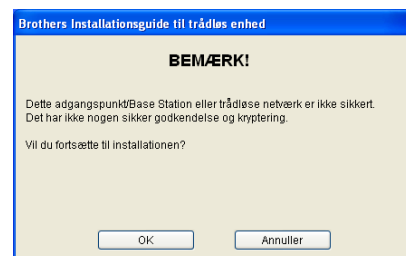 Brothers Installationsguide til trådløs enhed
BEMÆRK!
Dette adgangspunkt/Base Station eller trådløse netværk er ikke sikkert.
Det har ikke nogen sikker godkendelse og kryptering.
Vil du fortsætte til installationen?
OK
Annuller